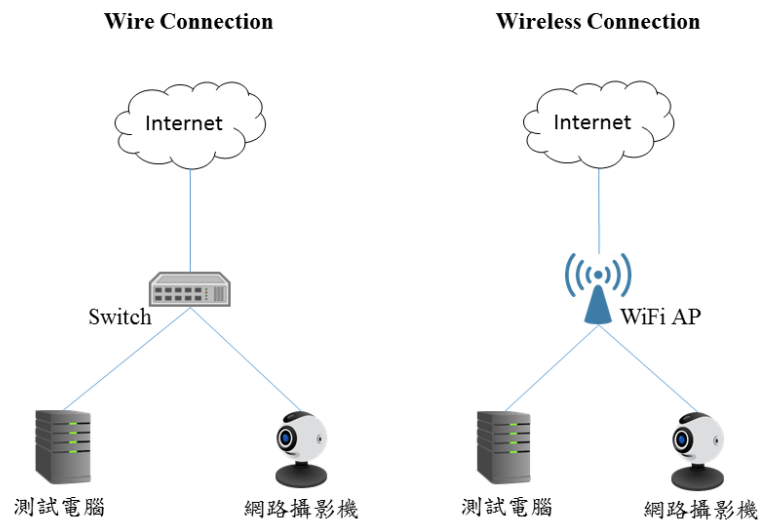 Wire Connection
Wireless Connection
Internet
Internet
Switch
WiFi AP
測試電腦
網路攝影機
測試電腦
網路攝影機